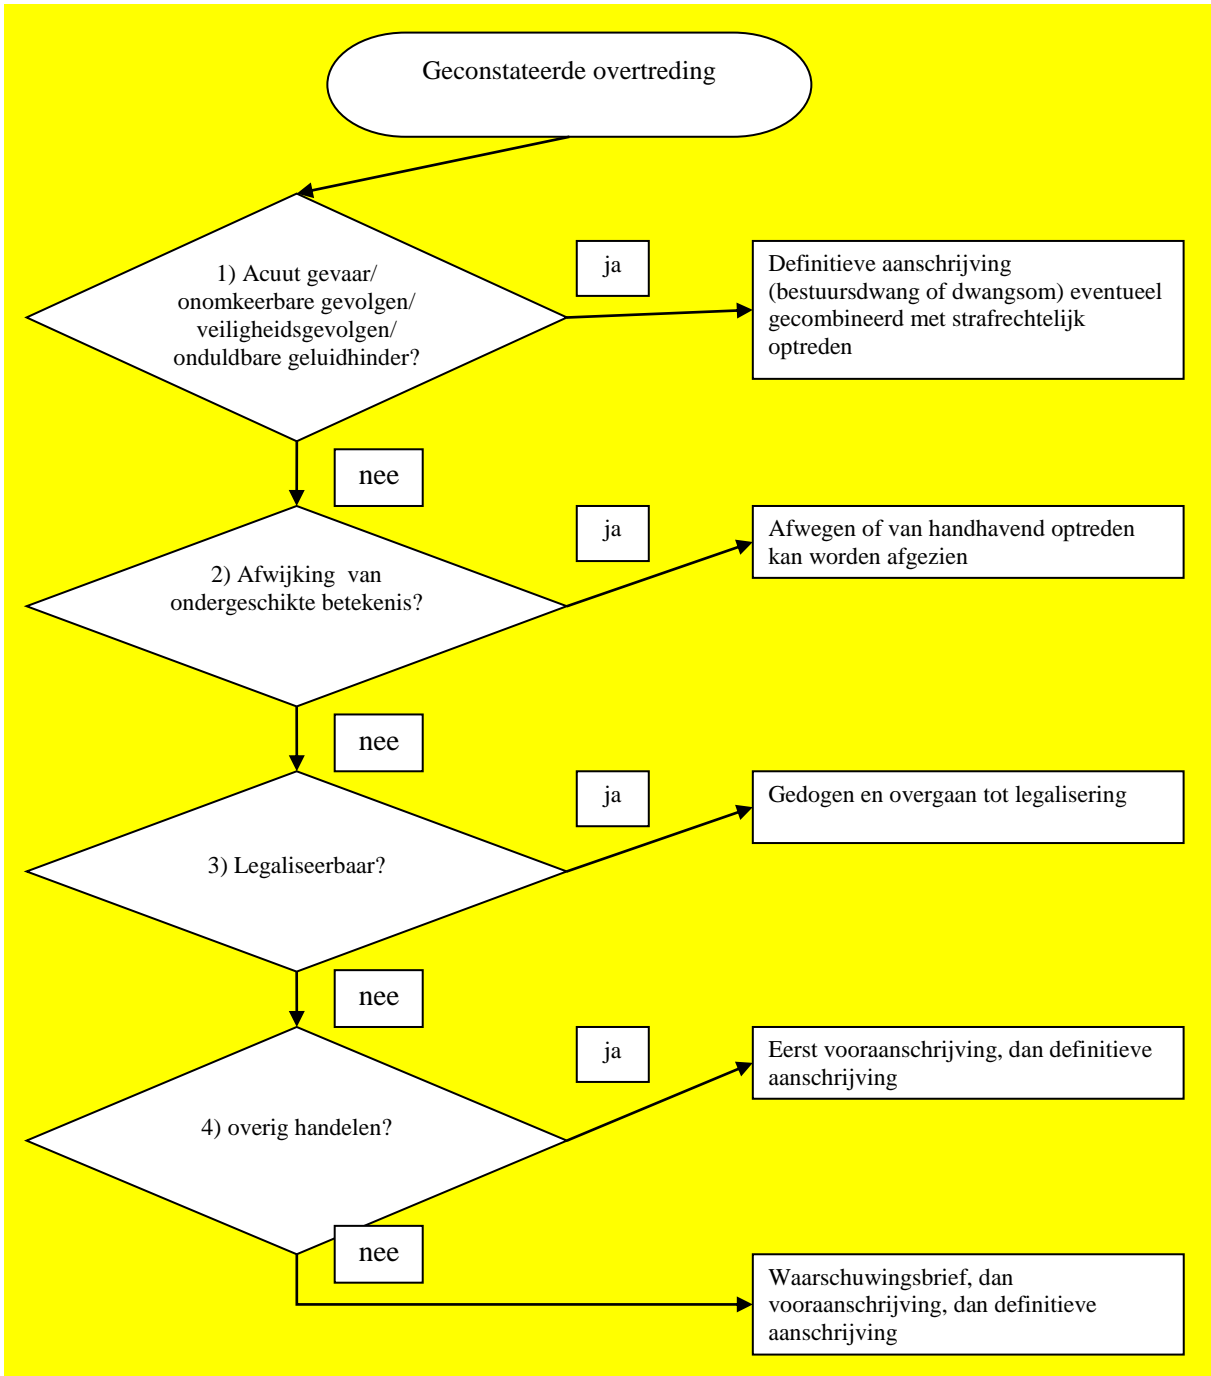 Geconstateerde overtreding
1) Acuut gevaar/
onomkeerbare gevolgen/
veiligheidsgevolgen/
onduldbare geluidhinder?
ja
Definitieve aanschrijving
(bestuursdwang of dwangsom) eventueel
gecombineerd met strafrechtelijk
optreden
nee
2) Afwijking van
ondergeschikte betekenis?
ja
Afwegen of van handhavend optreden
kan worden afgezien
nee
3) Legaliseerbaar?
ja
Gedogen en overgaan tot legalisering
nee
4) overig handelen?
ja
Eerst vooraanschrijving, dan definitieve
aanschrijving
nee
Waarschuwingsbrief, dan
vooraanschrijving, dan definitieve
aanschrijving